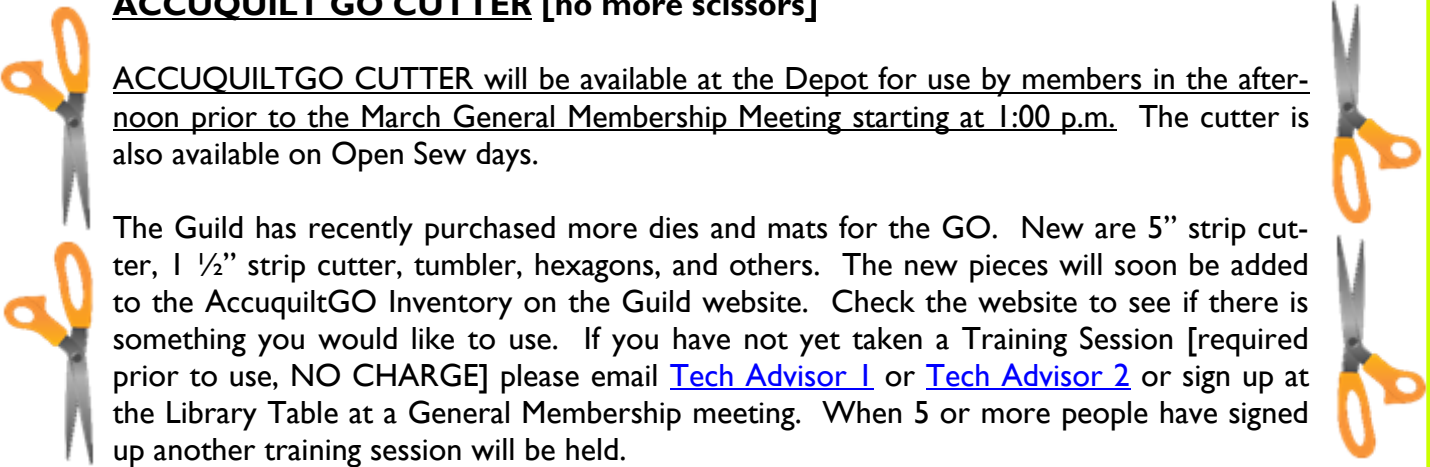 ACCUQUILT GO CUTTER [no more scissors]
ACCUQUILTGO CUTTER will be available at the Depot for use by members in the after-
noon prior to the March General Membership Meeting starting at 1:00 p.m. The cutter is
also available on Open Sew days.
The Guild has recently purchased more dies and mats for the GO. New are 5” strip cut-
ter, 1 ½” strip cutter, tumbler, hexagons, and others. The new pieces will soon be added
to the AccuquiltGO Inventory on the Guild website. Check the website to see if there is
something you would like to use. If you have not yet taken a Training Session [required
prior to use, NO CHARGE] please email Tech Advisor 1 or Tech Advisor 2 or sign up at
the Library Table at a General Membership meeting. When 5 or more people have signed
up another training session will be held.